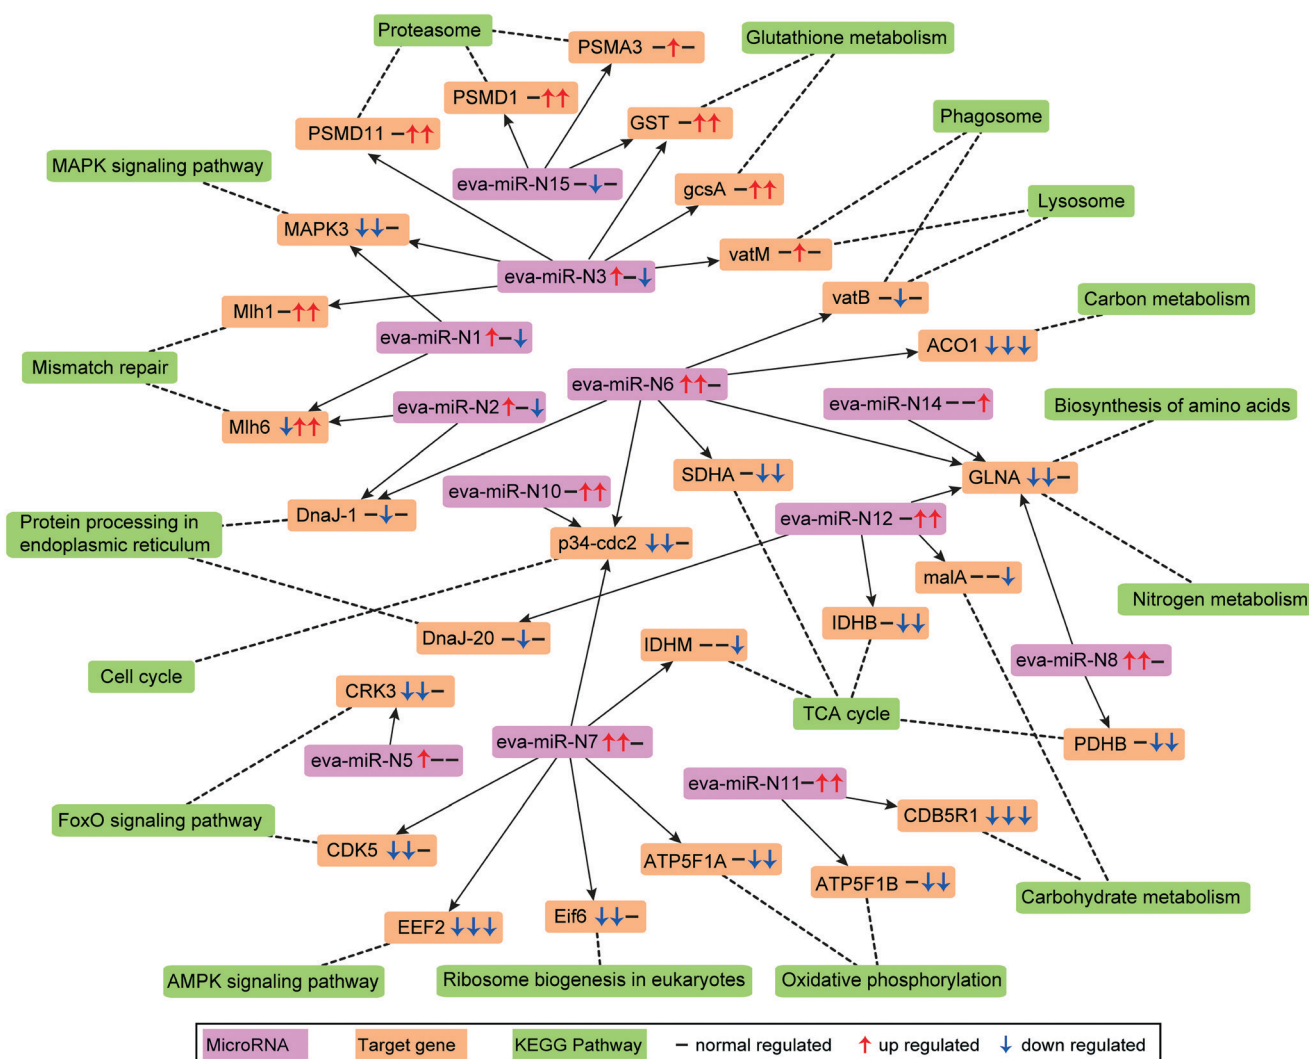 Proteasome
PSMA3 –↑–
Glutathione metabolism
PSMD1 –↑↑
PSMD11 –↑↑
GST –↑↑
Phagosome
MAPK signaling pathway
eva-miR-N15 –↓–
gcsA –↑↑
Lysosome
MAPK3 ↓↓–
vatM –↑–
eva-miR-N3 ↑–↓
vatB –↓–
Carbon metabolism
Mlh1 –↑↑
eva-miR-N1 ↑–↓
ACO1 ↓↓↓
Mismatch repair
eva-miR-N6 ↑↑–
eva-miR-N2 ↑–↓
eva-miR-N14 ––↑
Biosynthesis of amino acids
Mlh6 ↓↑↑
SDHA –↓↓
GLNA ↓↓–
eva-miR-N10 –↑↑
DnaJ-1 –↓–
eva-miR-N12 –↑↑
Protein processing in
endoplasmic reticulum
p34-cdc2 ↓↓–
malA ––↓
Nitrogen metabolism
DnaJ-20 –↓–
IDHM ––↓
IDHB –↓↓
eva-miR-N8 ↑↑–
Cell cycle
CRK3 ↓↓–
TCA cycle
eva-miR-N7 ↑↑–
PDHB –↓↓
eva-miR-N5 ↑––
eva-miR-N11 –↑↑
FoxO signaling pathway
CDB5R1 ↓↓↓
CDK5 ↓↓–
ATP5F1A –↓↓
ATP5F1B –↓↓
Carbohydrate metabolism
EEF2 ↓↓↓
Eif6 ↓↓–
AMPK signaling pathway
Ribosome biogenesis in eukaryotes
Oxidative phosphorylation
MicroRNA Target gene KEGG Pathway – normal regulated ↑ up regulated ↓ down regulated